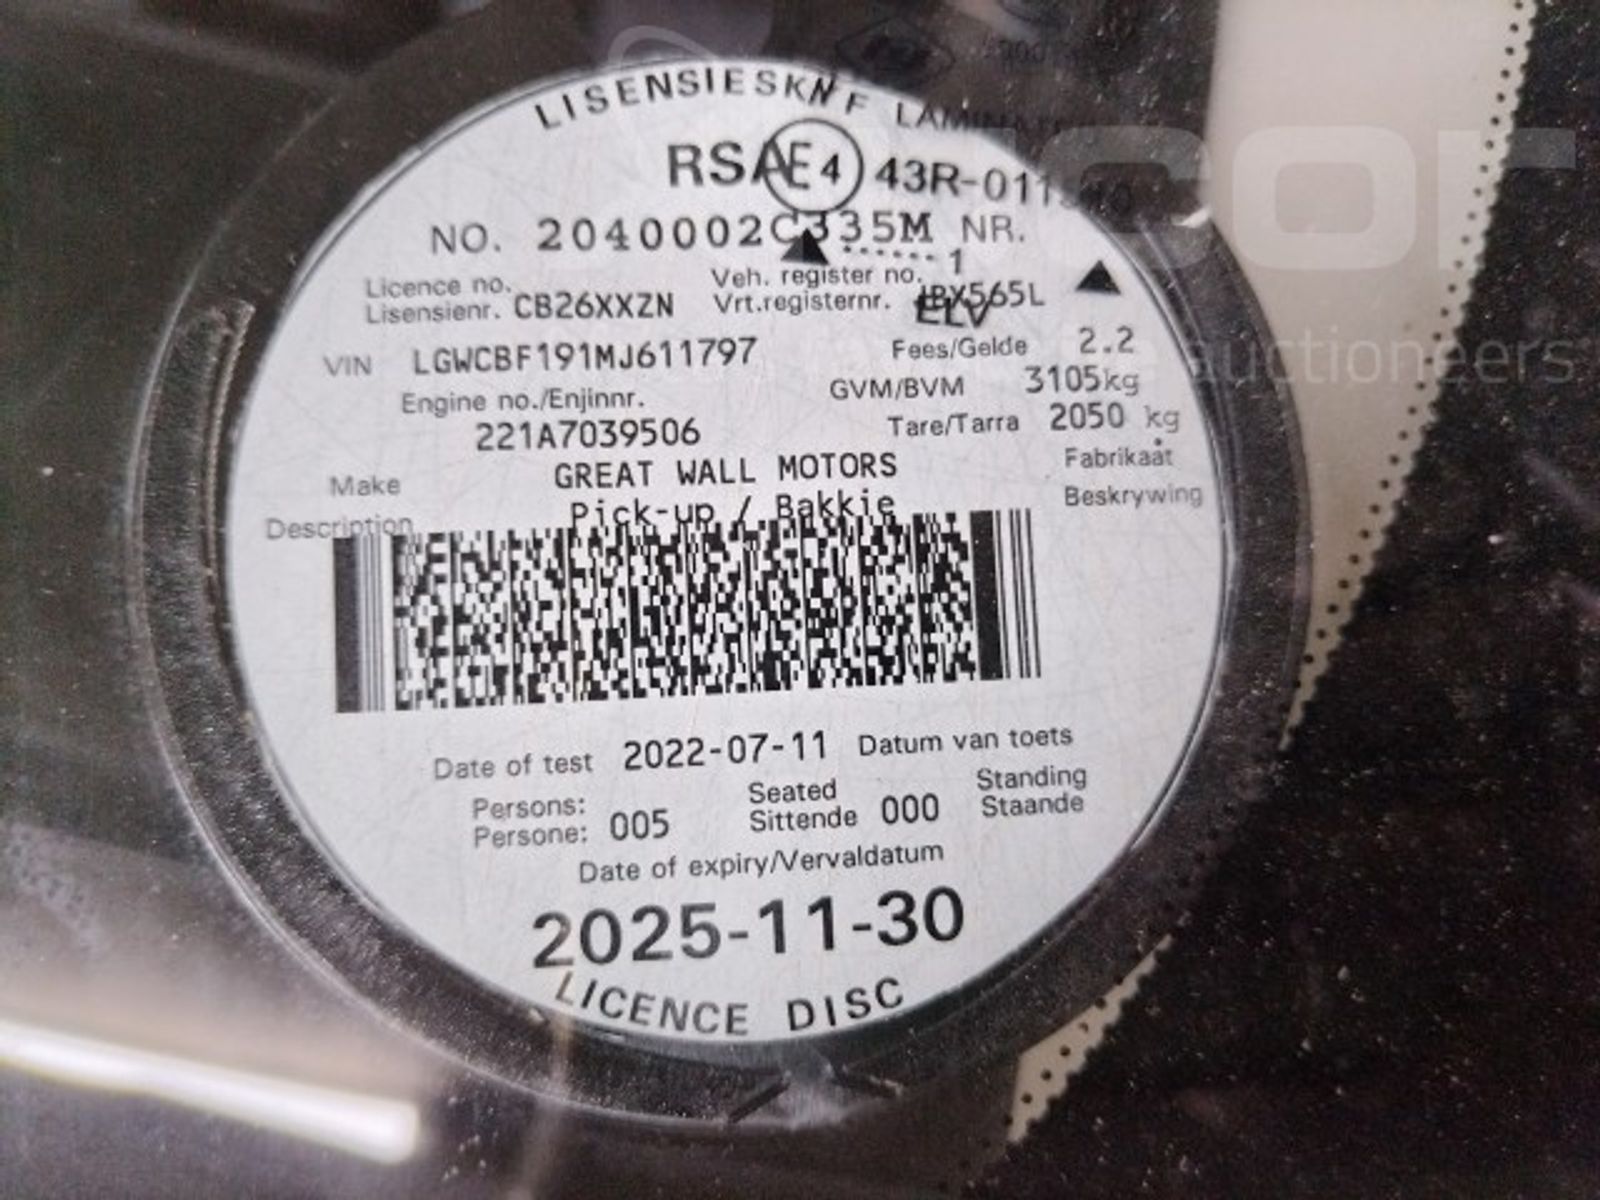 LISENSIESKYF LAMINATED
RSA E4 43R-011
NO. 2040002C335M NR.
1
Licence no. Veh. register no.
Lisensienr. CB26XXZN Vrt.registernr. JBX565L
ELV
VIN LGWCBF191MJ611797 Fees/Gelde 2.2
Engine no./Enjinnr. GVM/BVM 3105kg
221A7039506 Tare/Tarra 2050 kg
Make GREAT WALL MOTORS Fabrikaat
Description Pick-up / Bakkie Beskrywing
auctioneers
Date of test 2022-07-11 Datum van toets
Persons: Seated Standing
Persone: 005 Sittende 000 Staande
Date of expiry/Vervaldatum
2025-11-30
LICENCE DISC